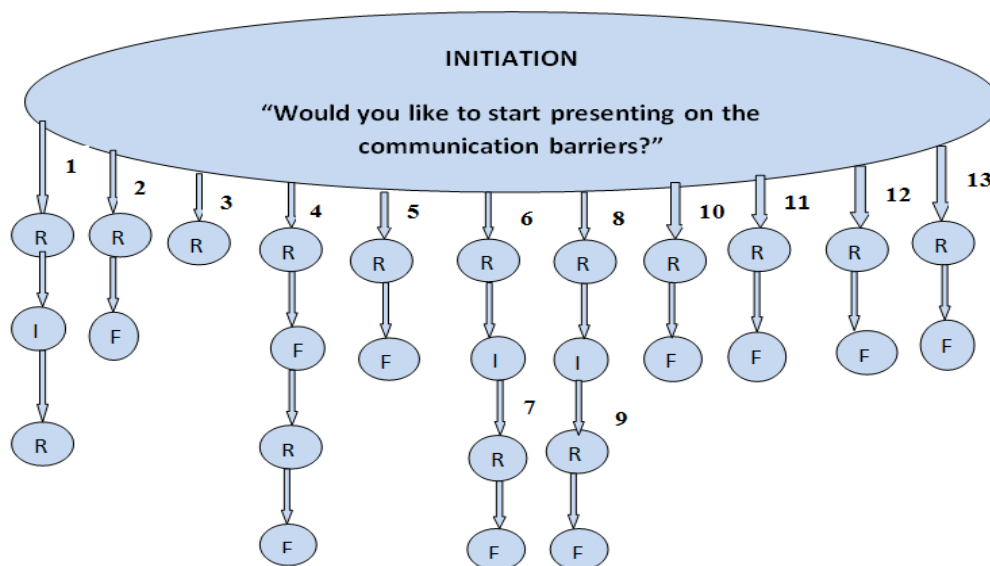 INITIATION
“Would you like to start presenting on the
communication barriers?”
1 2 3 4 5 6 8 10 11 12 13
R R R R R R R R R R R
I F F F I I F F F F
7 9
R R R R
F F F